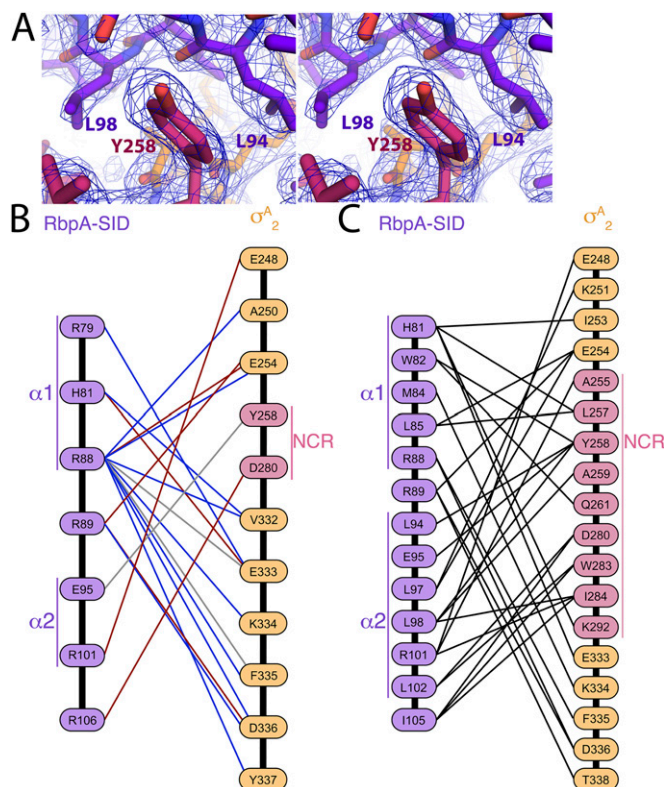 A
L98
Y258
L94
L98
Y258
L94
B
RbpA-SID
σ A 2
α1
α2
R79
H81
R88
R89
E95
R101
R106
E248
A250
E254
Y258
D280
V332
E333
K334
F335
D336
Y337
NCR
C
RbpA-SID
σ A 2
α1
α2
H81
W82
M84
L85
R88
R89
L94
E95
L97
L98
R101
L102
I105
E248
K251
I253
E254
A255
L257
Y258
A259
Q261
D280
W283
I284
K292
E333
K334
F335
D336
T338
NCR